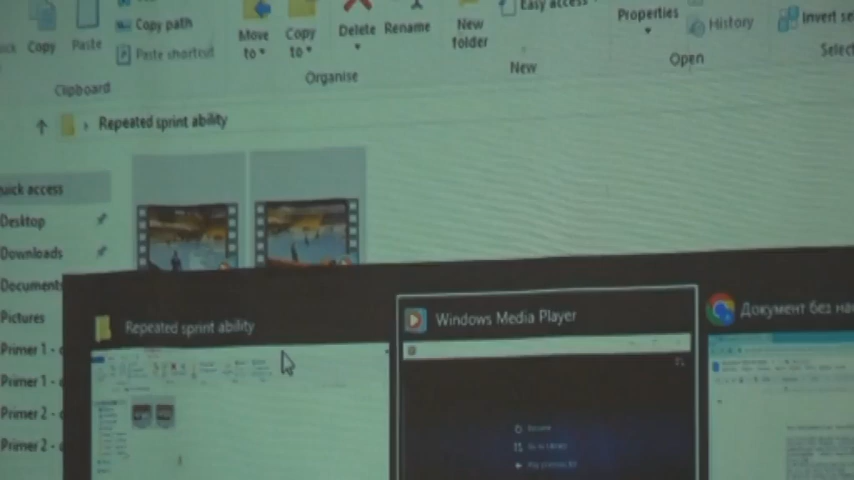 Copy
Paste
Copy path
Paste shortcut
Clipboard
Move to
Copy to
Delete
Rename
Organise
New folder
Easy access
New
Properties
History
Open
Invert
Repeated sprint ability
Quick access
Desktop
Downloads
Documents
Pictures
Primer 1 -
Primer 1 -
Primer 2 -
Primer 2 -
Repeated sprint ability
Windows Media Player
Документ без